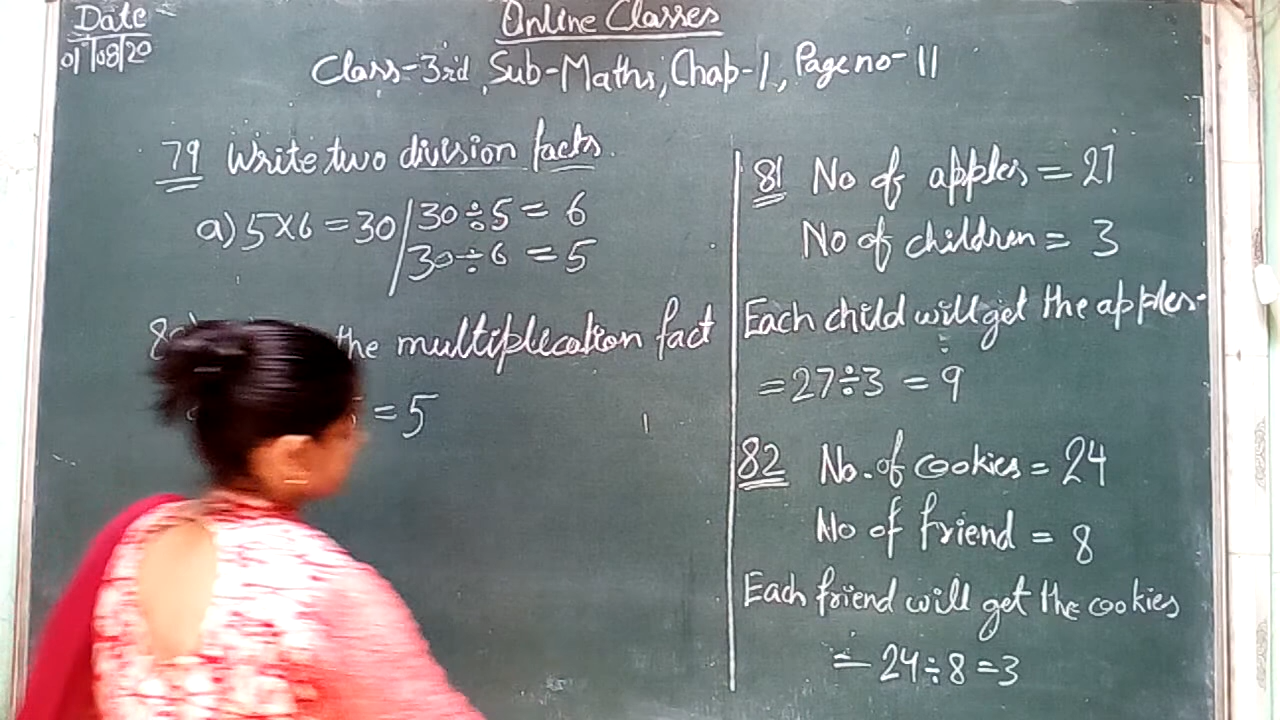 Date
01/08/20
Online Classes
Class-3rd, Sub-Maths, Chap-1, Page no-11
79 Write two division facts.
a) 5×6 = 30 / 30÷5 = 6
30÷6 = 5
the multiplication fact
= 5
81 No of apples = 27
No of children = 3
Each child will get the apples-
= 27÷3 = 9
82 No. of cookies = 24
No of friend = 8
Each friend will get the cookies
= 24÷8 = 3